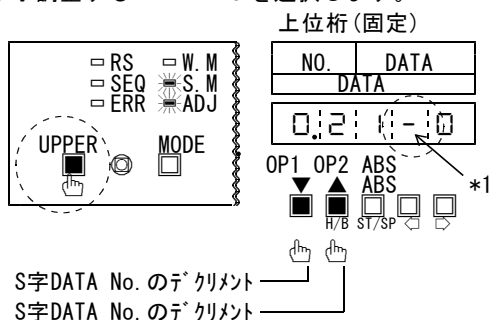 上位桁(固定)
RS
W.M
SEQ
S.M
ERR
ADJ
UPPER
MODE
NO.
DATA
DATA
0.21-0
*1
OP1 OP2 ABS
ABS
H/B ST/SP
S字DATA No.のデクリメント
S字DATA No.のデクリメント